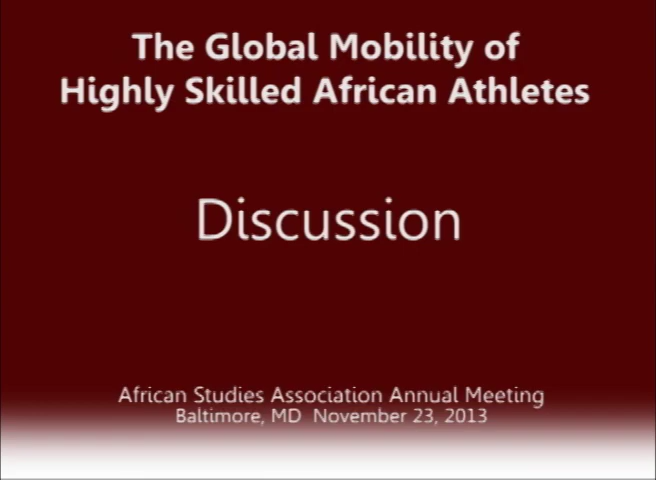 The Global Mobility of
Highly Skilled African Athletes
Discussion
African Studies Association Annual Meeting
Baltimore, MD  November 23, 2013